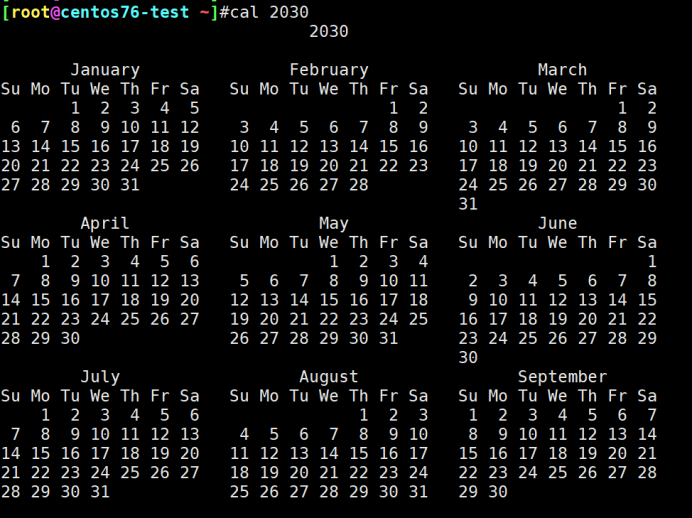 [root@centos76-test ~]#cal 2030
2030
January February March
Su Mo Tu We Th Fr Sa Su Mo Tu We Th Fr Sa Su Mo Tu We Th Fr Sa
1 2 3 4 5 1 2 1 2
6 7 8 9 10 11 12 3 4 5 6 7 8 9 3 4 5 6 7 8 9
13 14 15 16 17 18 19 10 11 12 13 14 15 16 10 11 12 13 14 15 16
20 21 22 23 24 25 26 17 18 19 20 21 22 23 17 18 19 20 21 22 23
27 28 29 30 31 24 25 26 27 28 24 25 26 27 28 29 30
31
April May June
Su Mo Tu We Th Fr Sa Su Mo Tu We Th Fr Sa Su Mo Tu We Th Fr Sa
1 2 3 4 5 6 1 2 3 4 1
7 8 9 10 11 12 13 5 6 7 8 9 10 11 2 3 4 5 6 7 8
14 15 16 17 18 19 20 12 13 14 15 16 17 18 9 10 11 12 13 14 15
21 22 23 24 25 26 27 19 20 21 22 23 24 25 16 17 18 19 20 21 22
28 29 30 26 27 28 29 30 31 23 24 25 26 27 28 29
30
July August September
Su Mo Tu We Th Fr Sa Su Mo Tu We Th Fr Sa Su Mo Tu We Th Fr Sa
1 2 3 4 5 6 1 2 3 1 2 3 4 5 6 7
7 8 9 10 11 12 13 4 5 6 7 8 9 10 8 9 10 11 12 13 14
14 15 16 17 18 19 20 11 12 13 14 15 16 17 15 16 17 18 19 20 21
21 22 23 24 25 26 27 18 19 20 21 22 23 24 22 23 24 25 26 27 28
28 29 30 31 25 26 27 28 29 30 31 29 30